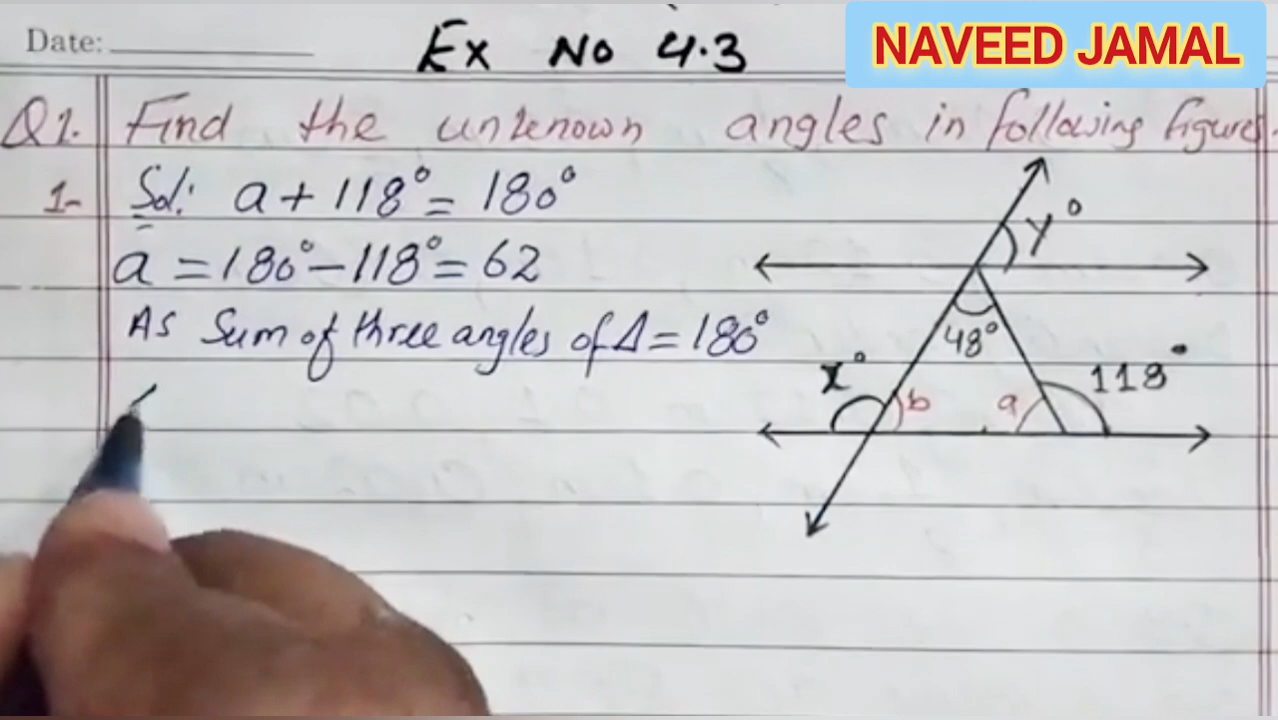 Date:
Ex No 4.3
NAVEED JAMAL
Q1. Find the unknown angles in following figures.
1- Sol: a + 118° = 180°
a = 180° - 118° = 62
As Sum of three angles of Δ = 180°
y°
48°
x°
b
a
118°